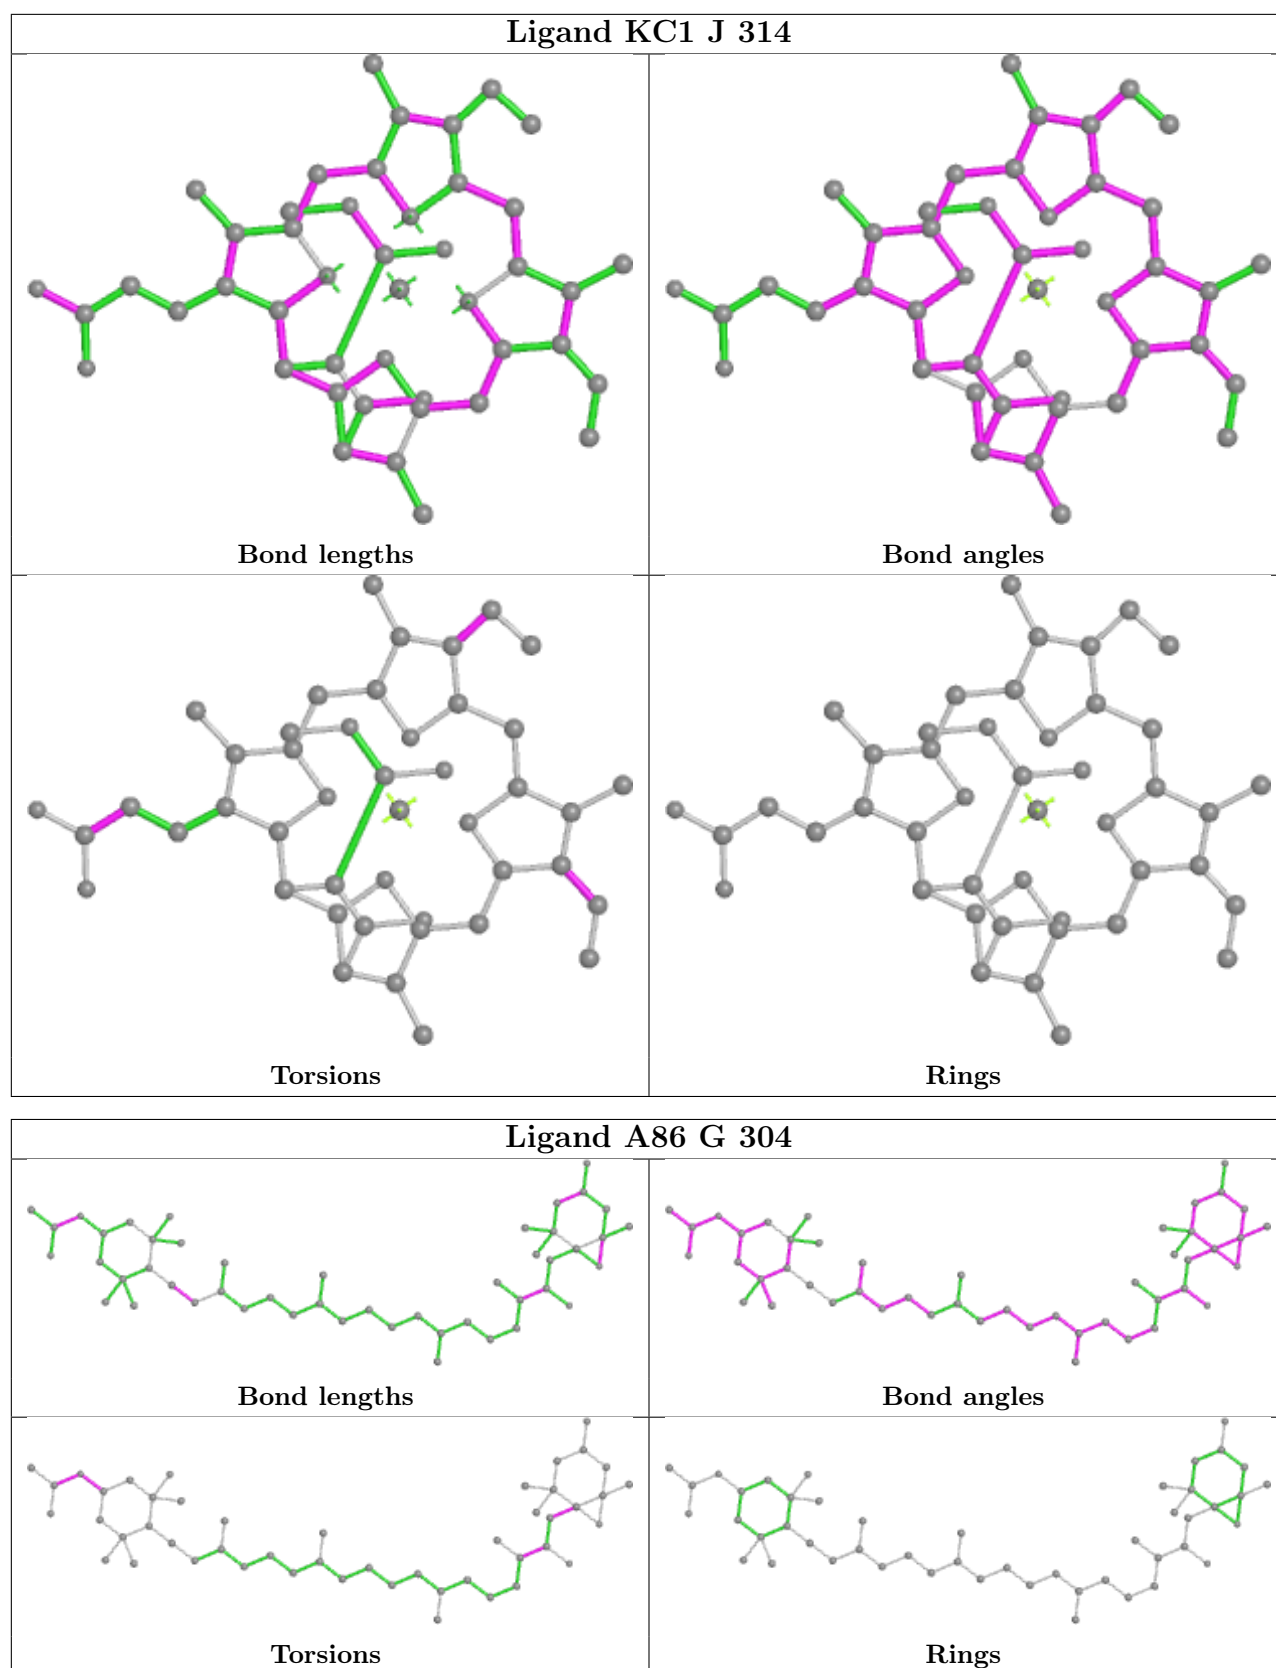 Ligand KC1 J 314
Bond lengths
Bond angles
Torsions
Rings
Ligand A86 G 304
Bond lengths
Bond angles
Torsions
Rings